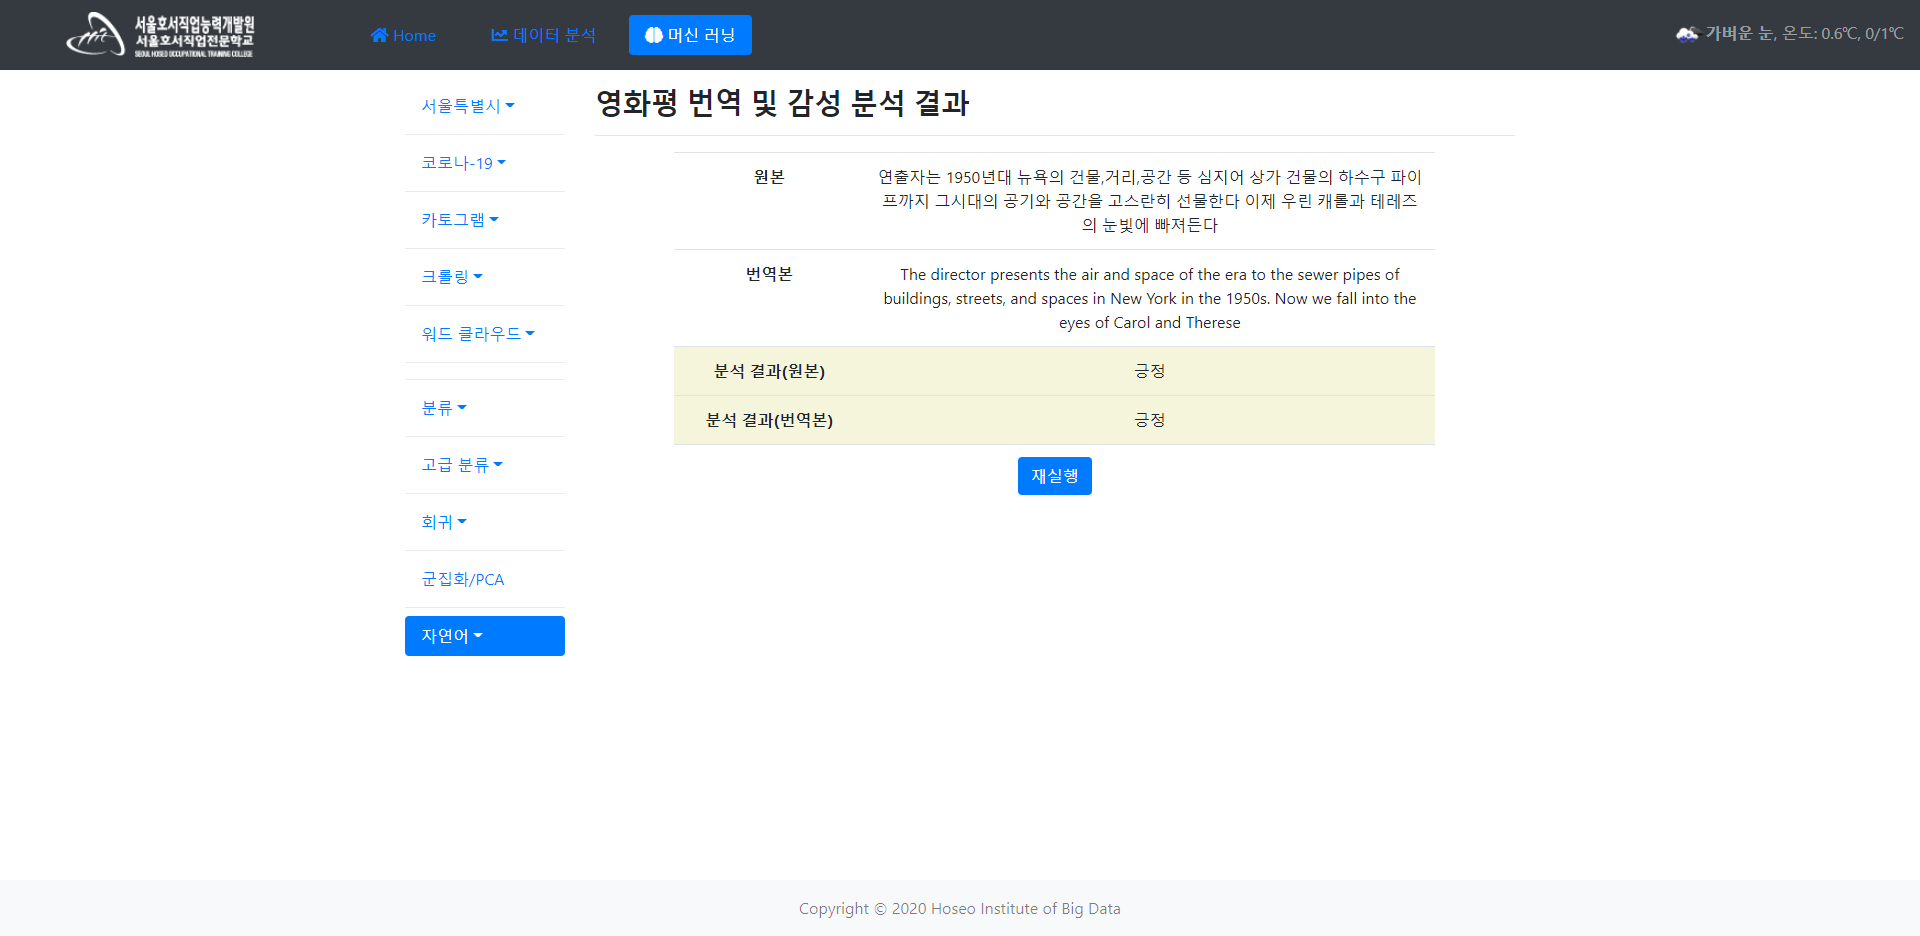 서울호서직업능력개발원
서울호서직업전문학교
SEOUL HOSEO OCCUPATIONAL TRAINING COLLEGE
Home
데이터 분석
머신 러닝
가벼운 눈, 온도: 0.6℃, 0/1℃
서울특별시
코로나-19
카토그램
크롤링
워드 클라우드
분류
고급 분류
회귀
군집화/PCA
자연어
영화평 번역 및 감성 분석 결과
원본
연출자는 1950년대 뉴욕의 건물,거리,공간 등 심지어 상가 건물의 하수구 파이
프까지 그시대의 공기와 공간을 고스란히 선물한다 이제 우린 캐롤과 테레즈
의 눈빛에 빠져든다
번역본
The director presents the air and space of the era to the sewer pipes of
buildings, streets, and spaces in New York in the 1950s. Now we fall into the
eyes of Carol and Therese
분석 결과(원본)
긍정
분석 결과(번역본)
긍정
재실행
Copyright © 2020 Hoseo Institute of Big Data